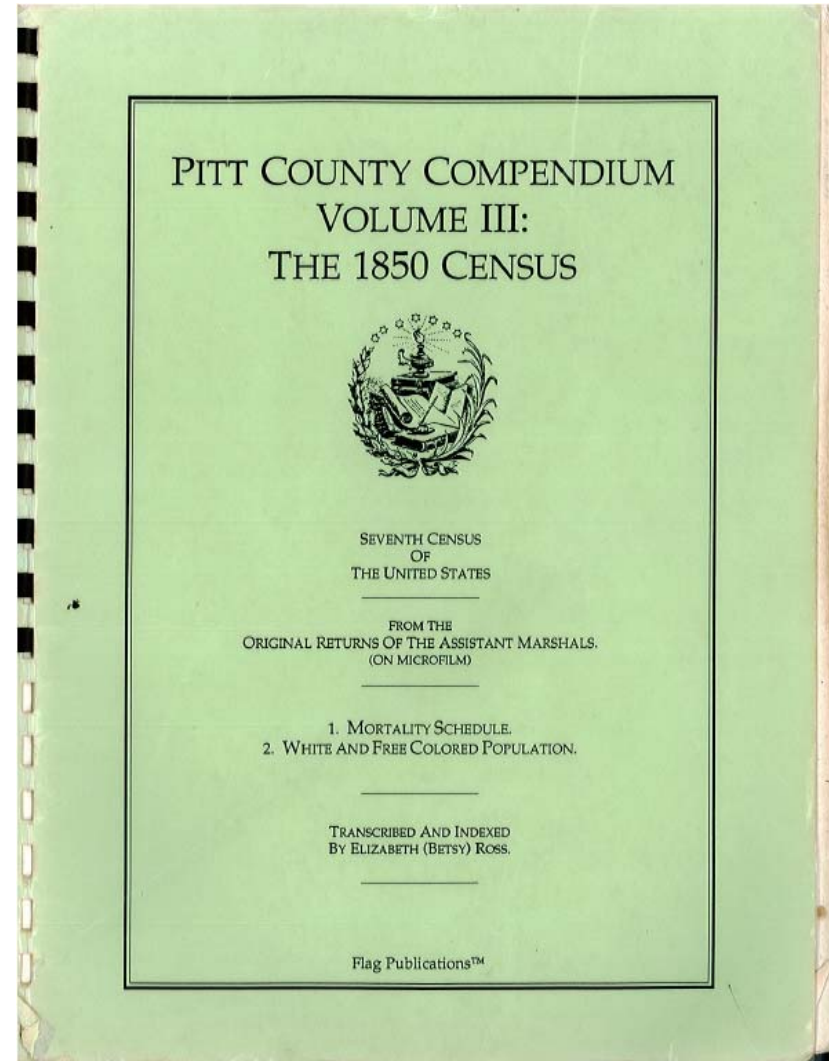 PITT COUNTY COMPENDIUM
VOLUME III:
THE 1850 CENSUS
SEVENTH CENSUS
OF
THE UNITED STATES
FROM THE
ORIGINAL RETURNS OF THE ASSISTANT MARSHALS.
(ON MICROFILM)
1. MORTALITY SCHEDULE.
2. WHITE AND FREE COLORED POPULATION.
TRANSCRIBED AND INDEXED
BY ELIZABETH (BETSY) ROSS.
Flag Publications™